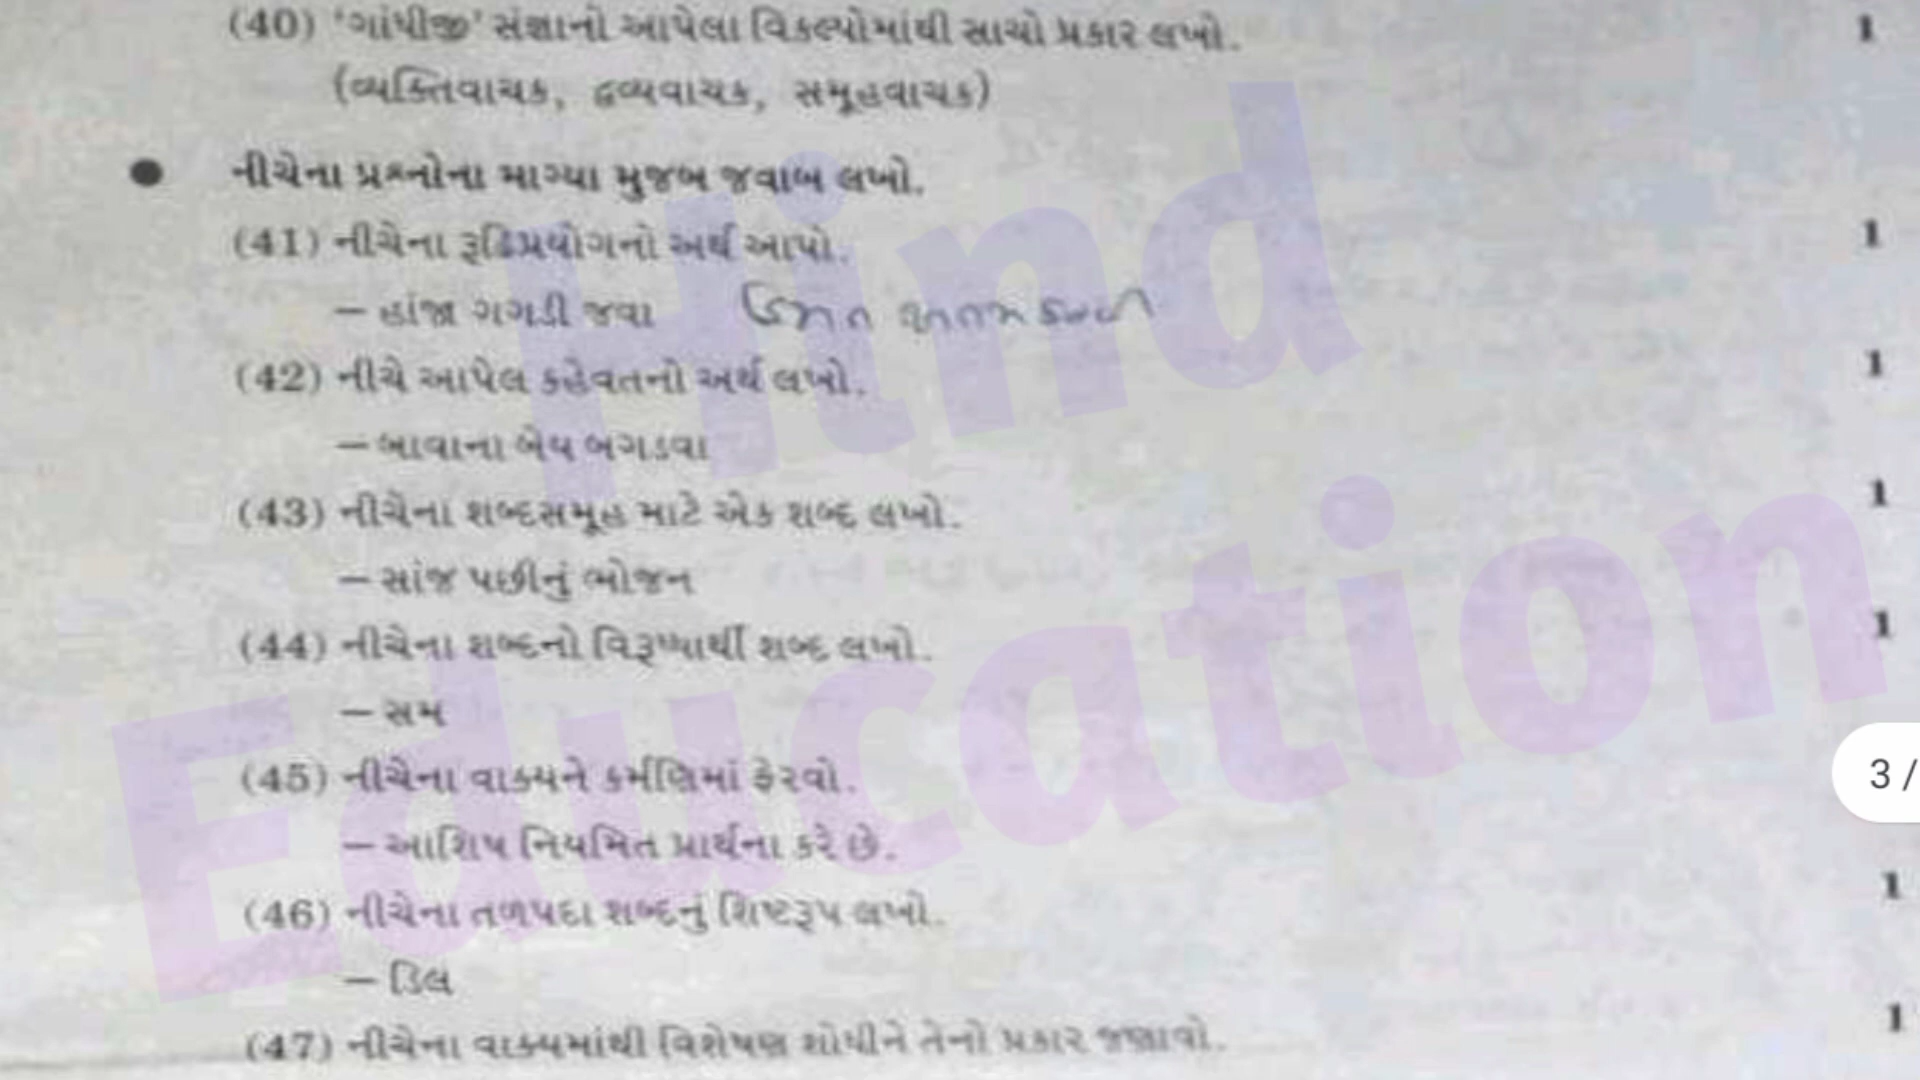 (40) 'ગાંધીજી' સંજ્ઞાનો આપેલા વિકલ્પોમાંથી સાચો પ્રકાર લખો. 1
(વ્યક્તિવાચક, દ્રવ્યવાચક, સમૂહવાચક)
● નીચેના પ્રશ્નોના માગ્યા મુજબ જવાબ લખો.
(41) નીચેના રૂઢિપ્રયોગનો અર્થ આપો. 1
– હાંજા ગગડી જવા
(42) નીચે આપેલ કહેવતનો અર્થ લખો. 1
– બાવાના બેય બગડવા
(43) નીચેના શબ્દસમૂહ માટે એક શબ્દ લખો. 1
– સાંજ પછીનું ભોજન
(44) નીચેના શબ્દનો વિરુધ્ધાર્થી શબ્દ લખો. 1
– સમ
(45) નીચેના વાક્યને કર્મણિમાં ફેરવો.
– આશિષ નિયમિત પ્રાર્થના કરે છે.
(46) નીચેના તળપદા શબ્દનું શિષ્ટરૂપ લખો. 1
– ડિલ
(47) નીચેના વાક્યમાંથી વિશેષણ શોધીને તેનો પ્રકાર જણાવો. 1
Hind
Education
3 /